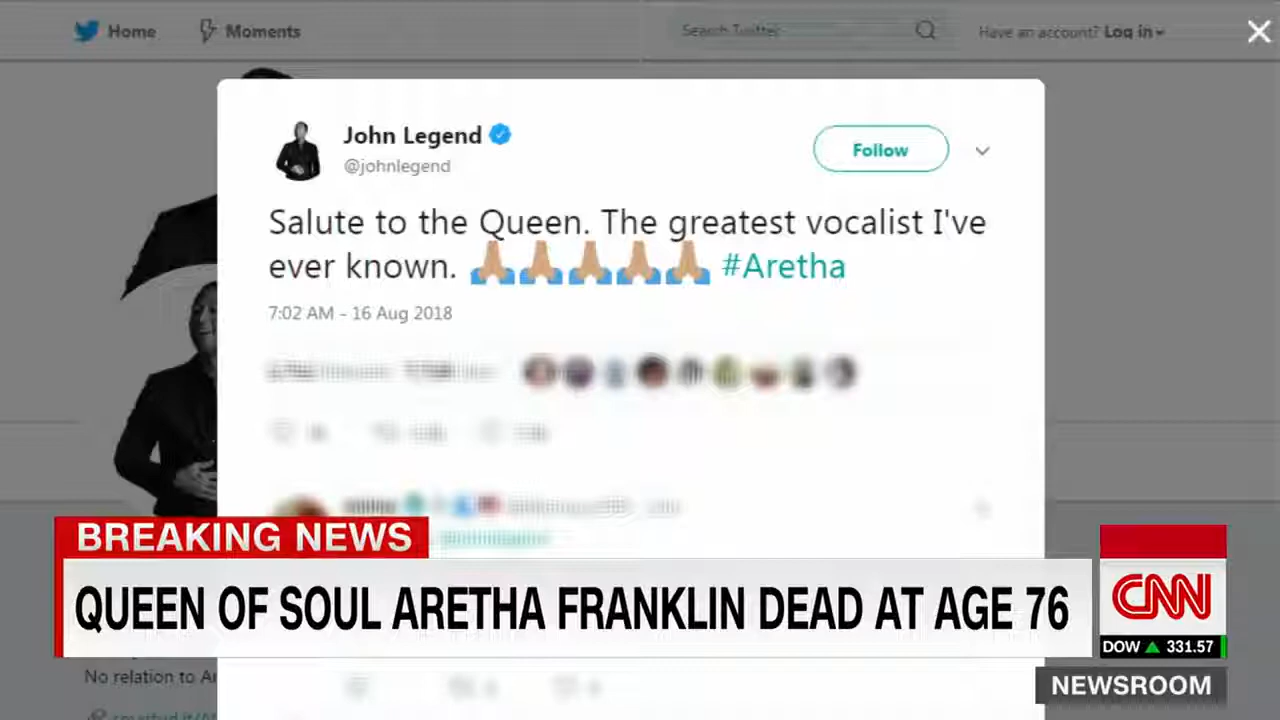 Home
Moments
Search Twitter
Have an account? Log in
John Legend
@johnlegend
Follow
Salute to the Queen. The greatest vocalist I've
ever known. 🙏🏽🙏🏽🙏🏽🙏🏽🙏🏽 #Aretha
7:02 AM - 16 Aug 2018
BREAKING NEWS
QUEEN OF SOUL ARETHA FRANKLIN DEAD AT AGE 76
CNN
DOW ▲ 331.57
No relation to
NEWSROOM